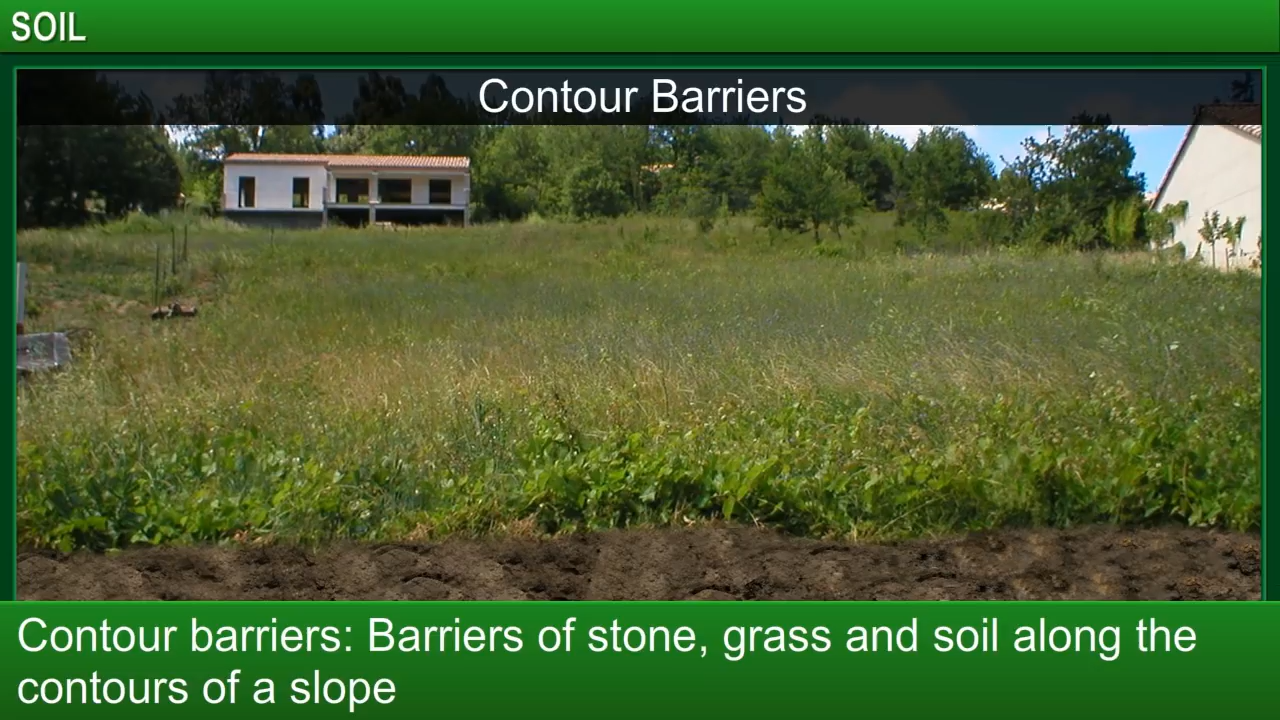 SOIL
Contour Barriers
Contour barriers: Barriers of stone, grass and soil along the
contours of a slope